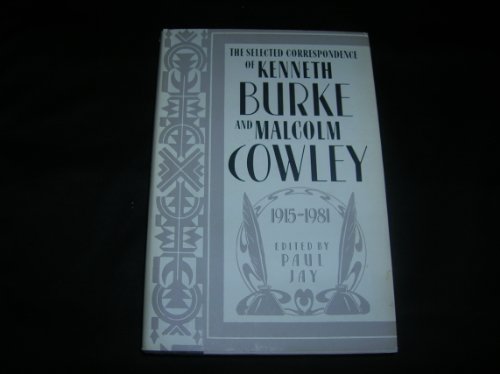 THE SELECTED CORRESPONDENCE
OF KENNETH
BURKE
AND MALCOLM
COWLEY
1915-1981
EDITED BY
PAUL
JAY